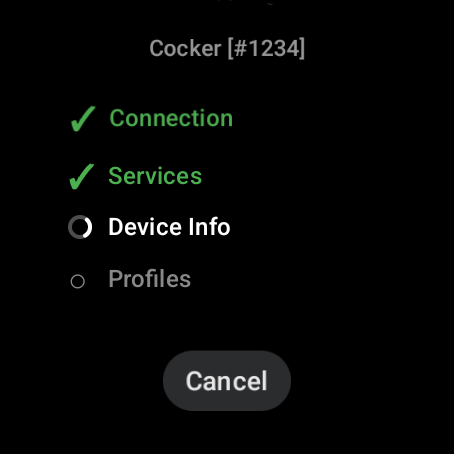 Cocker [#1234]
Connection
Services
Device Info
Profiles
Cancel